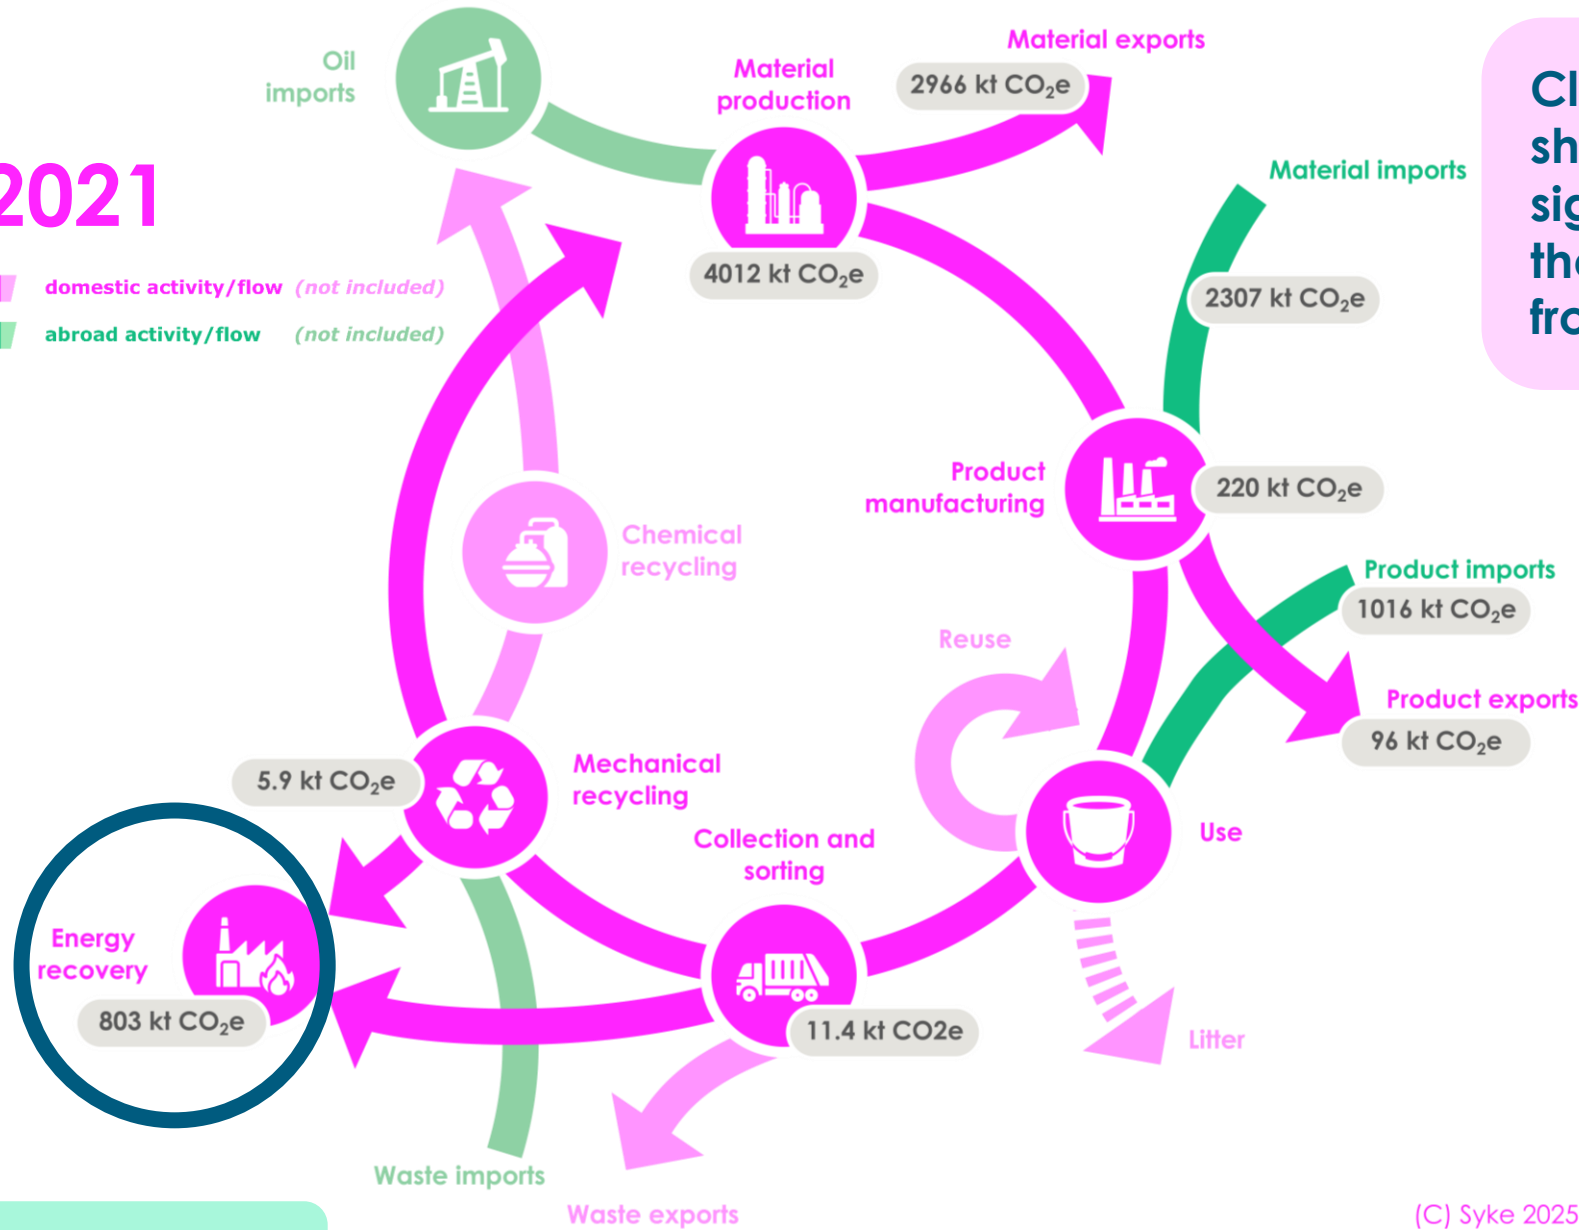 Oil
imports
Material
production
Material exports
2966 kt CO₂e
2021
4012 kt CO₂e
domestic activity/flow (not included)
abroad activity/flow (not included)
Material imports
2307 kt CO₂e
Product
manufacturing
220 kt CO₂e
Chemical
recycling
Product imports
1016 kt CO₂e
Reuse
Product exports
96 kt CO₂e
5.9 kt CO₂e
Mechanical
recycling
Collection and
sorting
Use
Energy
recovery
803 kt CO₂e
11.4 kt CO2e
Litter
Waste imports
Waste exports
(C) Syke 2025